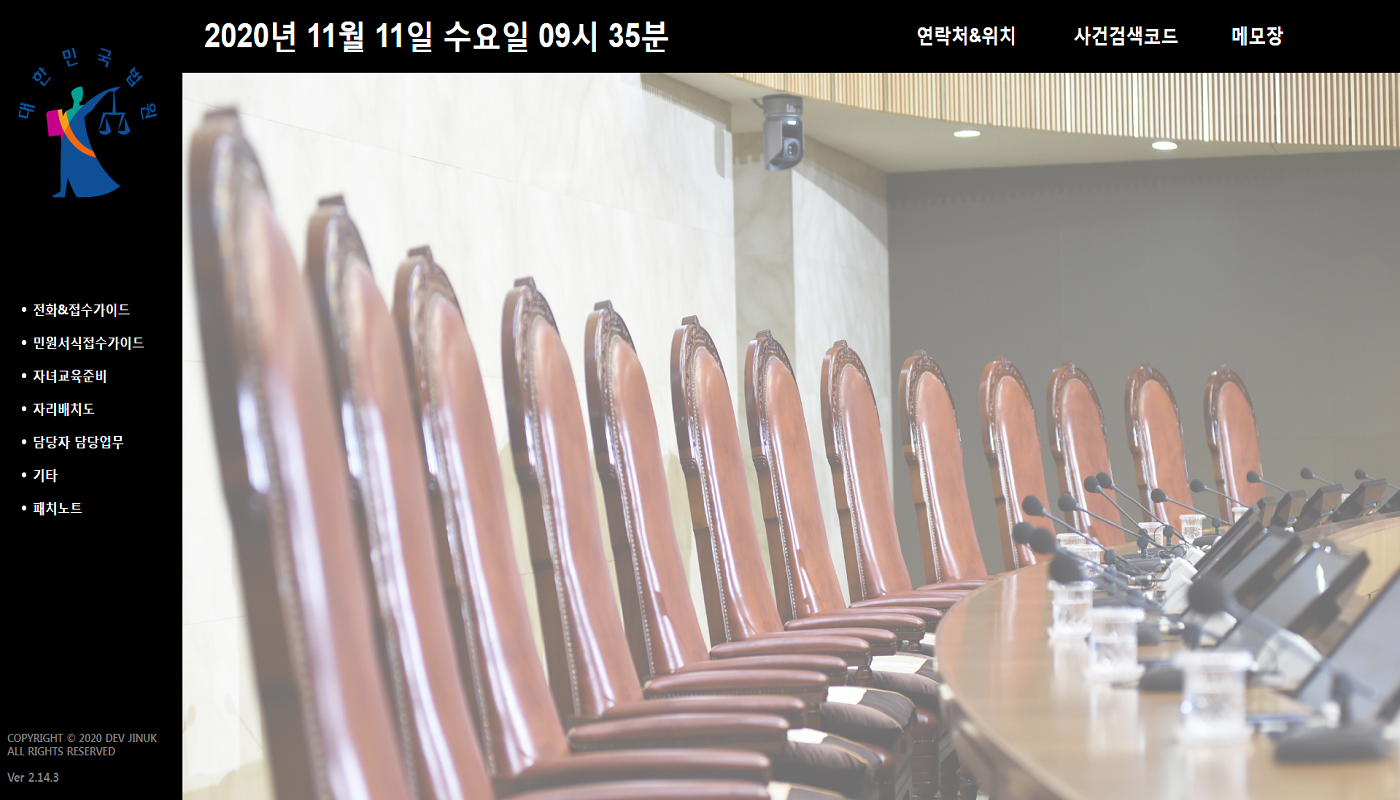 2020년 11월 11일 수요일 09시 35분
연락처&위치
사건검색코드
메모장
대한민국법원
전화&접수가이드
민원서식접수가이드
자녀교육준비
자리배치도
담당자 담당업무
기타
패치노트
COPYRIGHT © 2020 DEV JINUK
ALL RIGHTS RESERVED
Ver 2.14.3